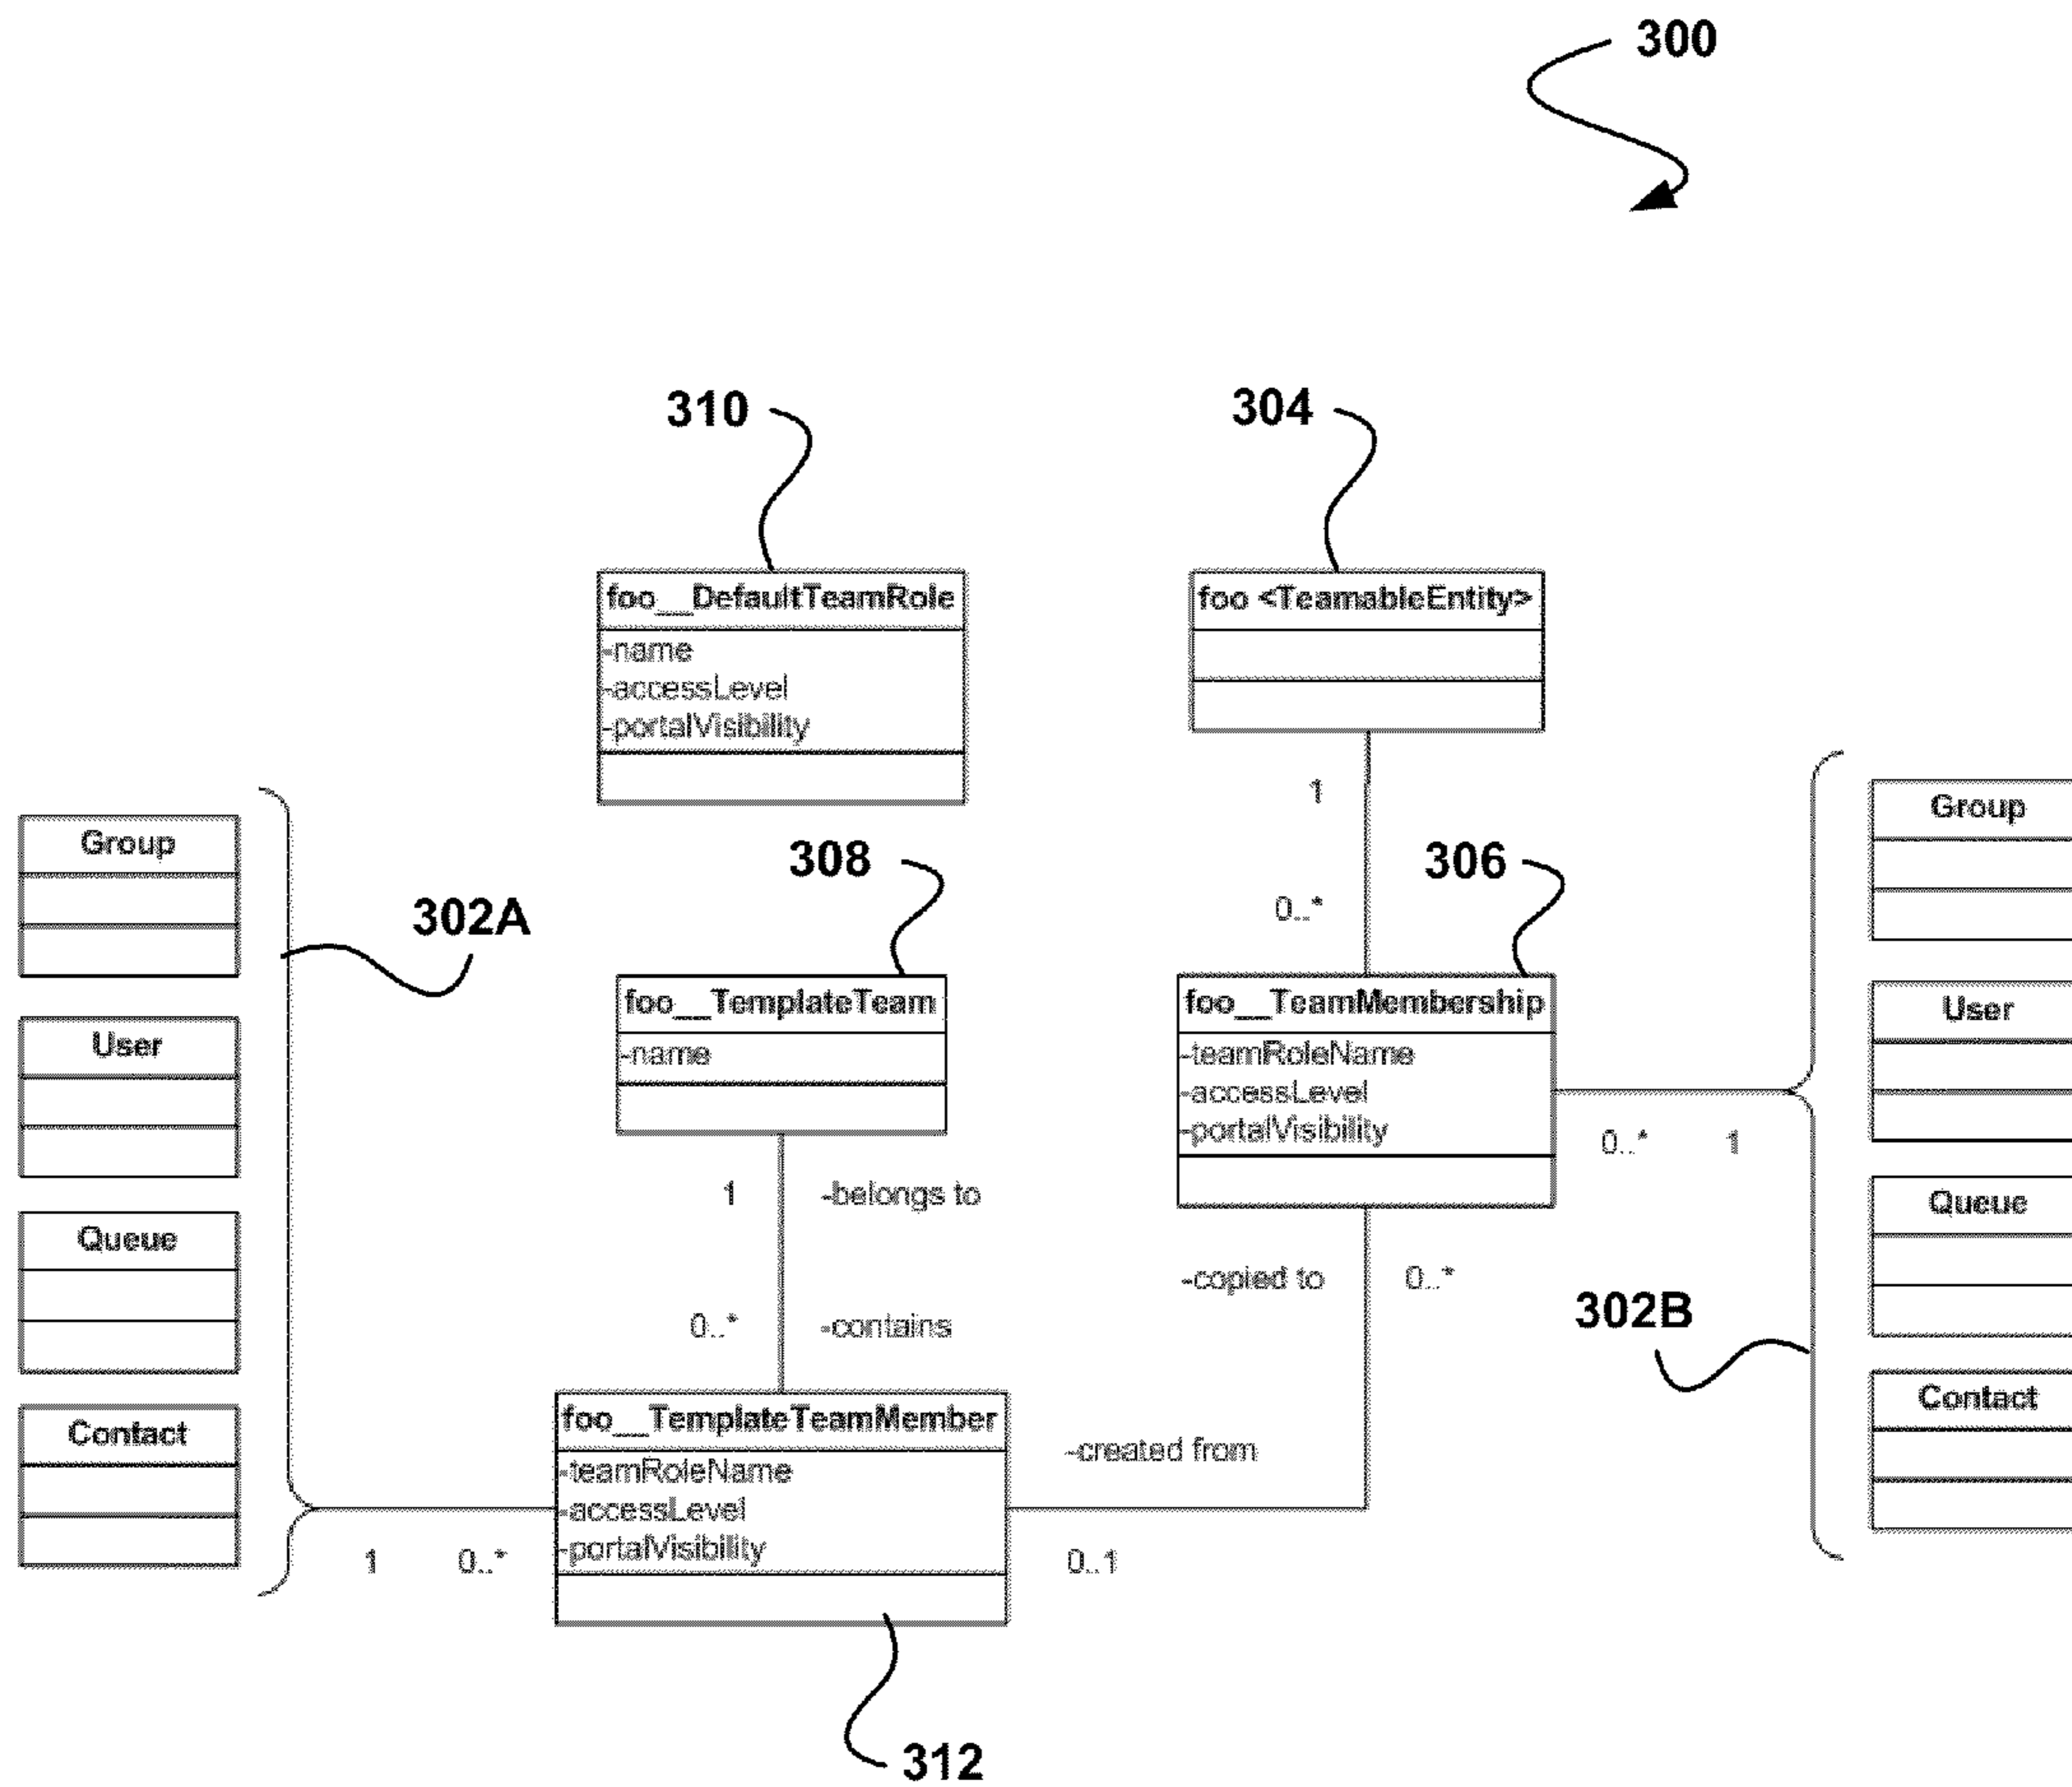 300
310
304
foo__DefaultTeamRole
-name
-accessLevel
-portalVisibility
foo <TeamableEntity>
1
0..*
Group
User
Queue
Contact
302A
308
foo__TemplateTeam
-name
1
-belongs to
0..*
-contains
306
foo__TeamMembership
-teamRoleName
-accessLevel
-portalVisibility
0..*
1
-copied to
0..*
Group
User
Queue
Contact
302B
foo__TemplateTeamMember
-teamRoleName
-accessLevel
-portalVisibility
1
0..*
-created from
0..1
312